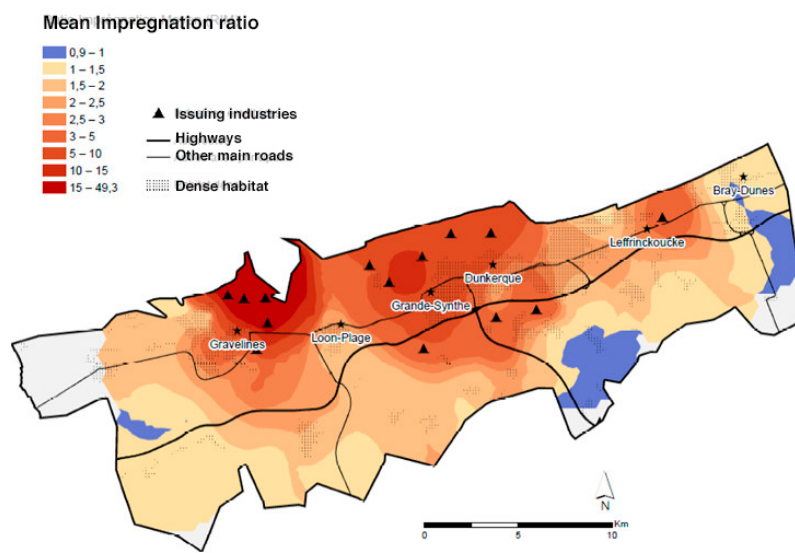 Mean Impregnation ratio
0,9 – 1
1 – 1,5
1,5 – 2
2 – 2,5
2,5 – 3
3 – 5
5 – 10
10 – 15
15 – 49,3
Issuing industries
Highways
Other main roads
Dense habitat
Bray-Dunes
Leffrinckoucke
Dunkerque
Grande-Synthe
Loon-Plage
Gravelines
N
Km
0 5 10